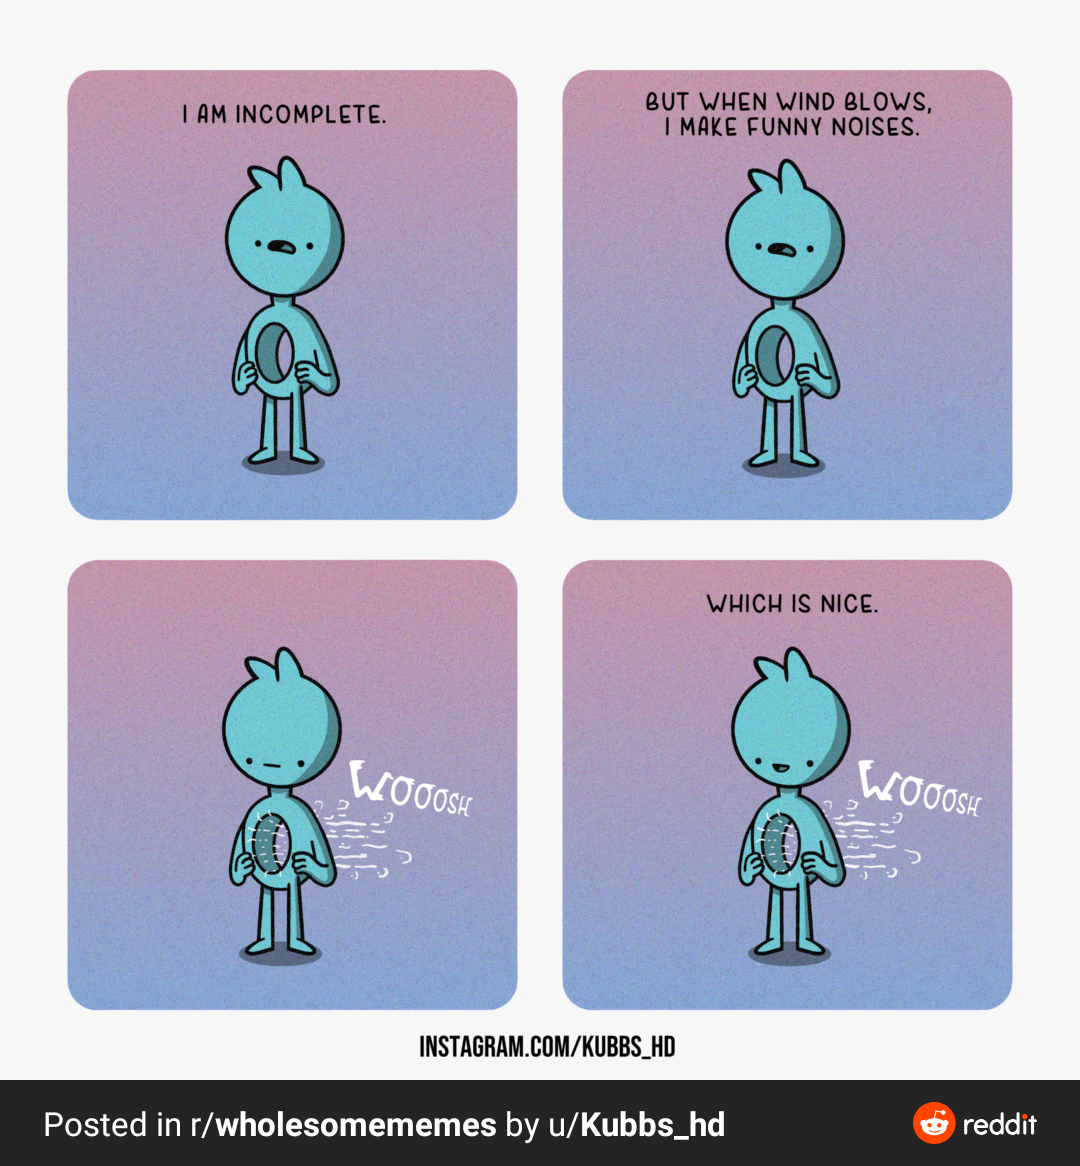 I AM INCOMPLETE.
BUT WHEN WIND BLOWS,
I MAKE FUNNY NOISES.
WOOOSH
WHICH IS NICE.
WOOOSH
INSTAGRAM.COM/KUBBS_HD
Posted in r/wholesomememes by u/Kubbs_hd
reddit